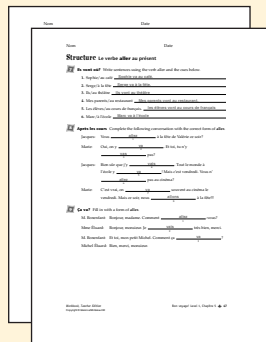 Name Date
Name Date
Structure Le verbe aller au présent
Où vont-ils? Write sentences using the verb aller and the cues below.
1. Sophie/au café Sophie va au café.
2. Serge/à la fête Serge va à la fête.
3. Ils/au théâtre Ils vont au théâtre.
4. Mes parents/au restaurant Mes parents vont au restaurant.
5. Les élèves/au cours de français Les élèves vont au cours de français.
6. Marc/à l'école Marc va à l'école.
Après les cours Complete the following conversation with the correct form of aller.
Jacques: Vous allez à la fête de Valérie ce soir?
Marie: Oui, on y va. Et toi, tu n'y
vas pas?
Jacques: Bien sûr que j'y vais. Tout le monde à
l'école y va! Mais c'est vendredi. Vous n'
allez pas au cinéma?
Marie: C'est vrai, on va souvent au cinéma le
vendredi. Mais ce soir, nous allons à la fête!!!
Ça va? Fill in with a form of aller.
M. Bonenfant: Bonjour, madame. Comment allez-vous?
Mme Éluard: Bonjour, monsieur. Je vais très bien, merci.
M. Bonenfant: Et toi, mon petit Michel. Comment ça va?
Michel Éluard: Bien, merci, monsieur.
Workbook, Teacher Edition Bon voyage! Level 1, Chapitre 5